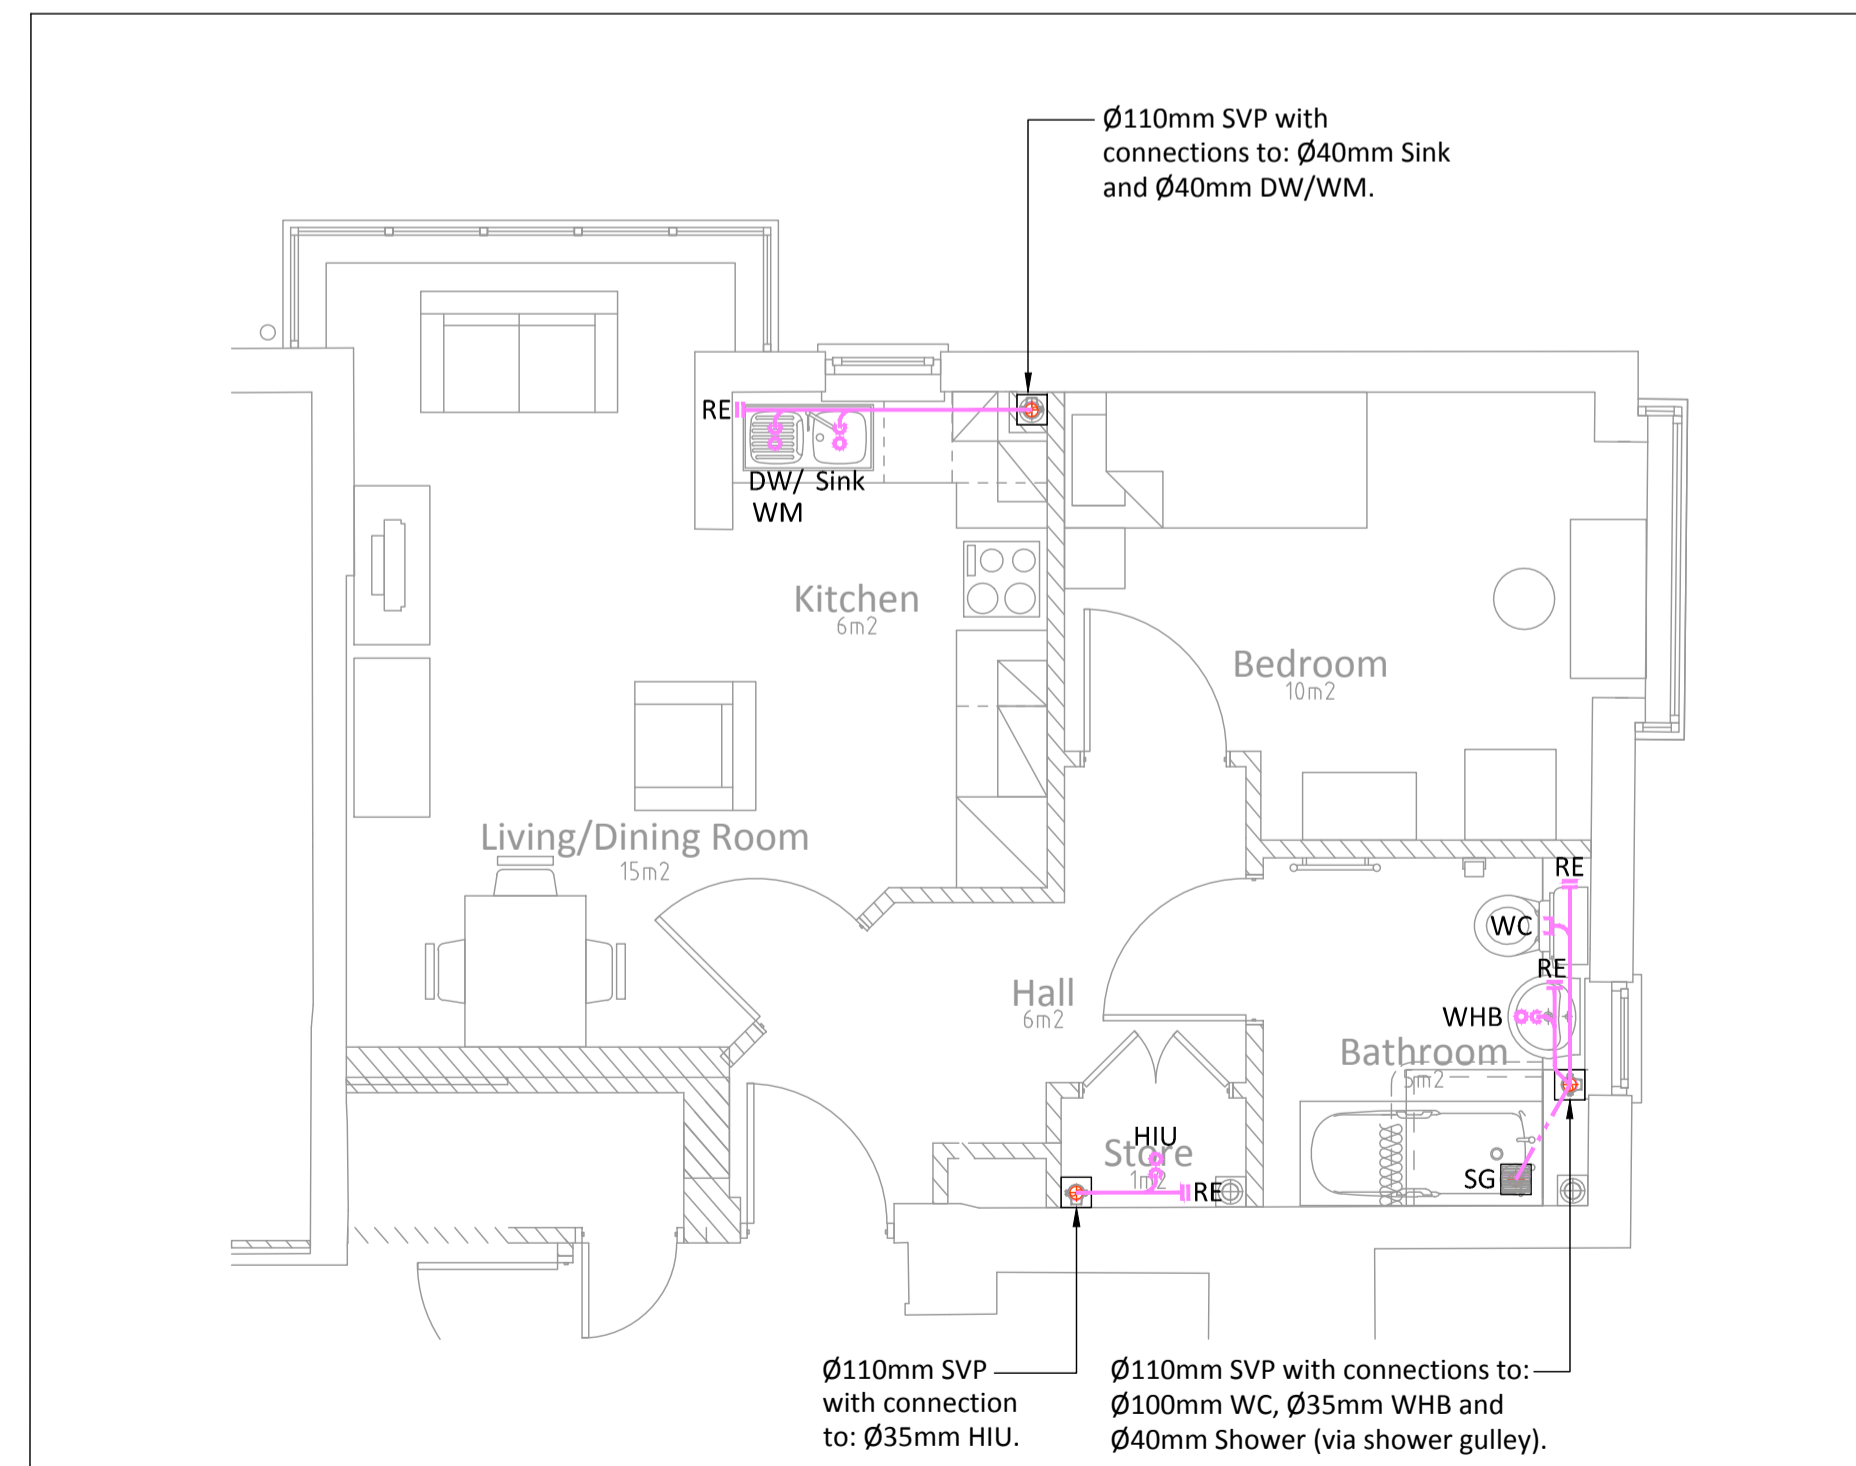 Ø110mm SVP with
connections to: Ø40mm Sink
and Ø40mm DW/WM.
RE
DW/ Sink
WM
Kitchen
6m2
Bedroom
10m2
Living/Dining Room
15m2
RE
WC
RE
WHB
Hall
6m2
Bathroom
5m2
HIU
Store
1m2
RE
SG
Ø110mm SVP
with connection
to: Ø35mm HIU.
Ø110mm SVP with connections to:
Ø100mm WC, Ø35mm WHB and
Ø40mm Shower (via shower gulley).